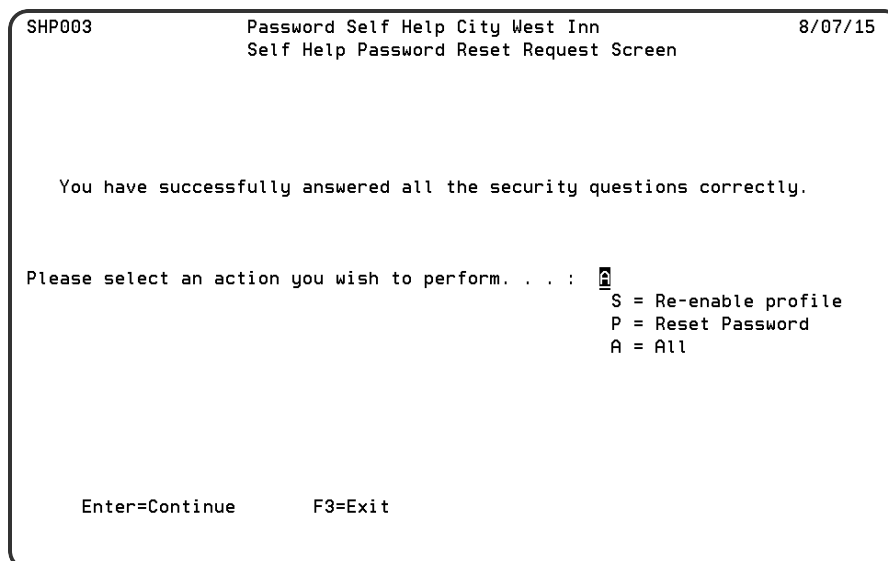 SHP003 Password Self Help City West Inn 8/07/15
Self Help Password Reset Request Screen
You have successfully answered all the security questions correctly.
Please select an action you wish to perform. . . : A
S = Re-enable profile
P = Reset Password
A = All
Enter=Continue F3=Exit